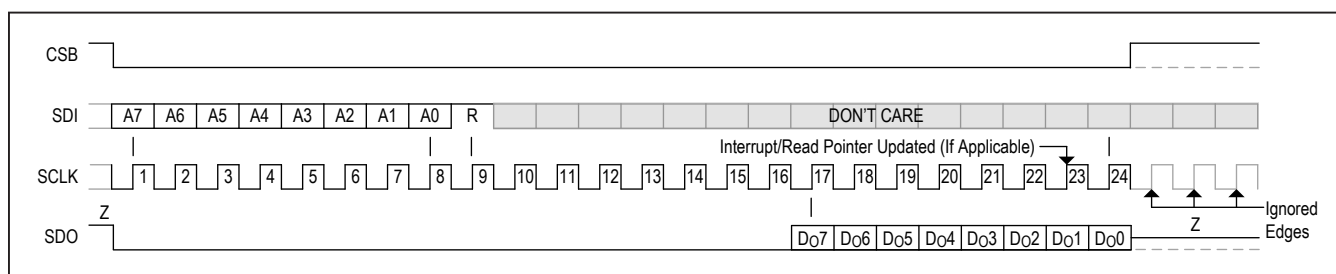 CSB
SDI A7 A6 A5 A4 A3 A2 A1 A0 R DON'T CARE
Interrupt/Read Pointer Updated (If Applicable)
SCLK 1 2 3 4 5 6 7 8 9 10 11 12 13 14 15 16 17 18 19 20 21 22 23 24
Z Z Ignored
SDO DO7 DO6 DO5 DO4 DO3 DO2 DO1 DO0 Edges